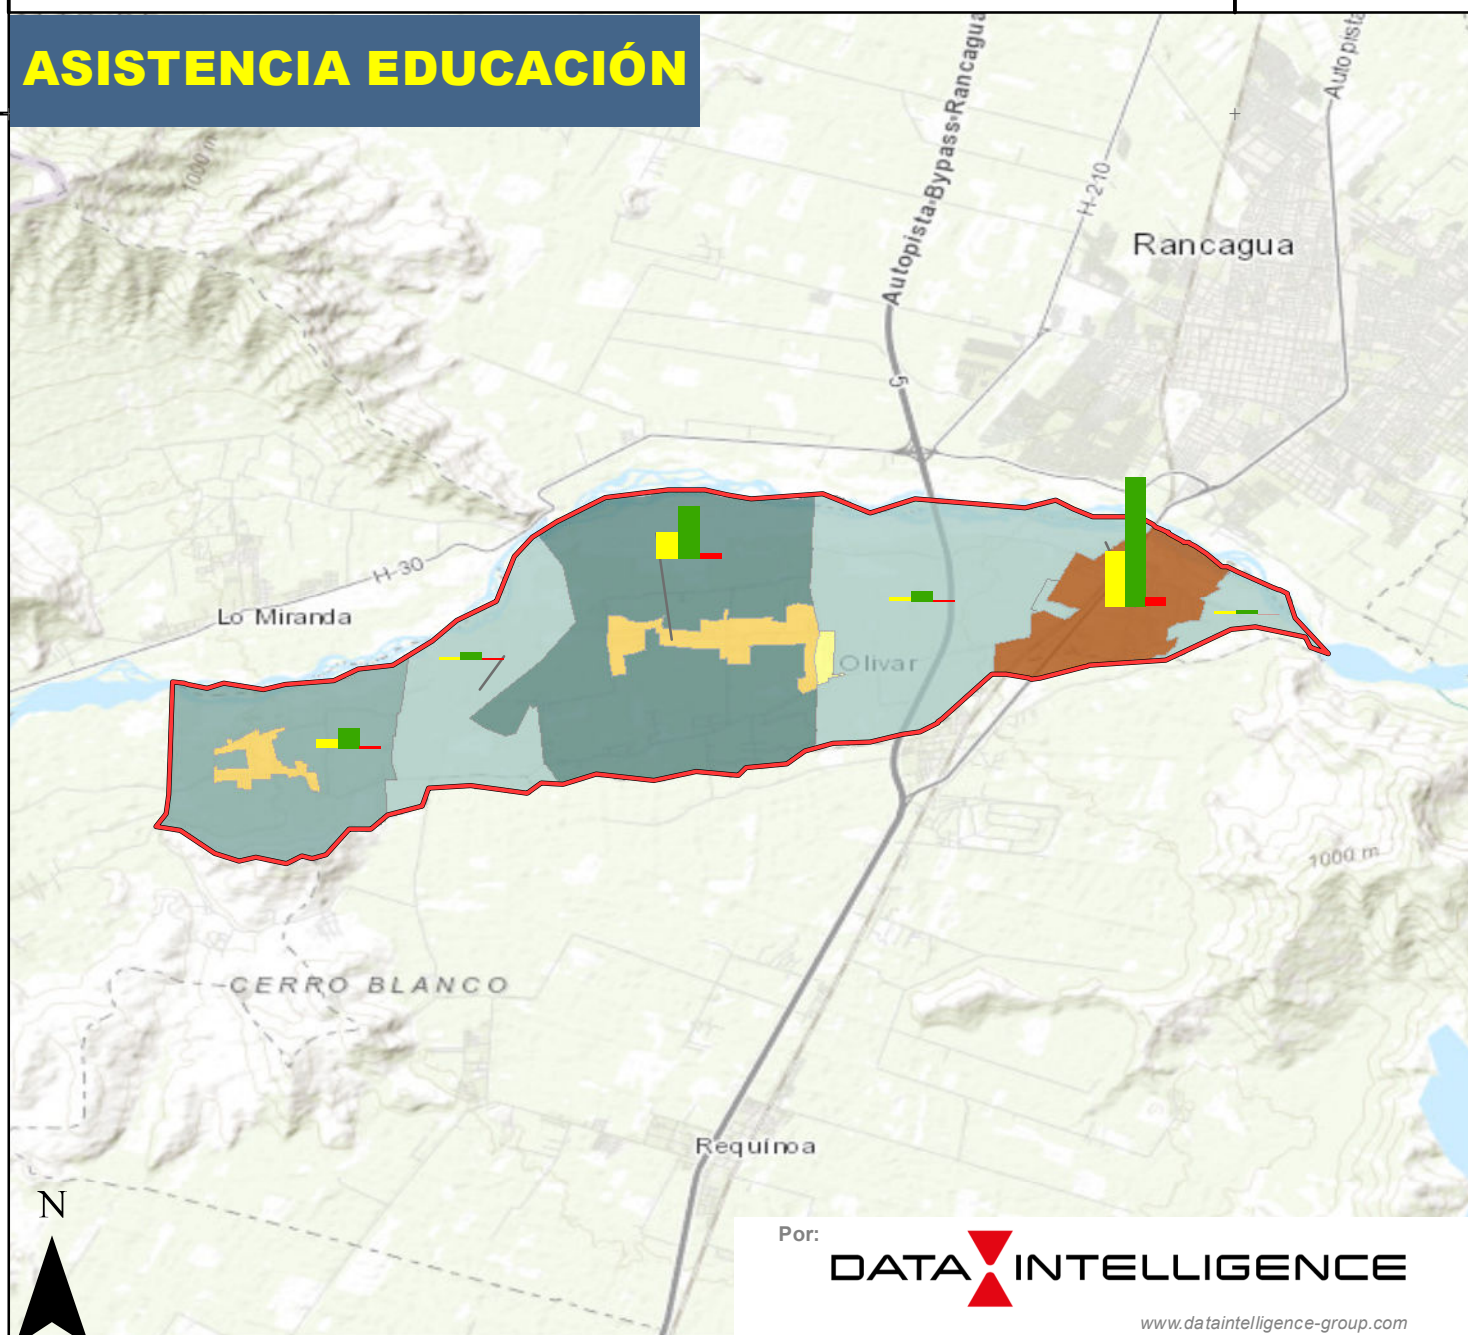 ASISTENCIA EDUCACIÓN
Autopista-Bypass-Rancagua
Autopista
H-210
1000 m
Rancagua
5
H-30
Lo Miranda
Olivar
1000 m
CERRO BLANCO
Requínoa
N
Por:
DATA INTELLIGENCE
www.dataintelligence-group.com